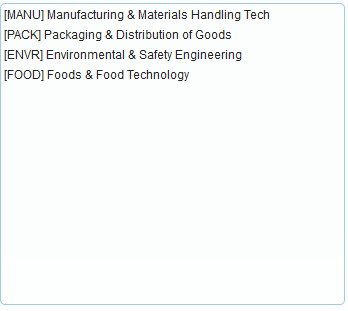 [MANU] Manufacturing & Materials Handling Tech
[PACK] Packaging & Distribution of Goods
[ENVR] Environmental & Safety Engineering
[FOOD] Foods & Food Technology